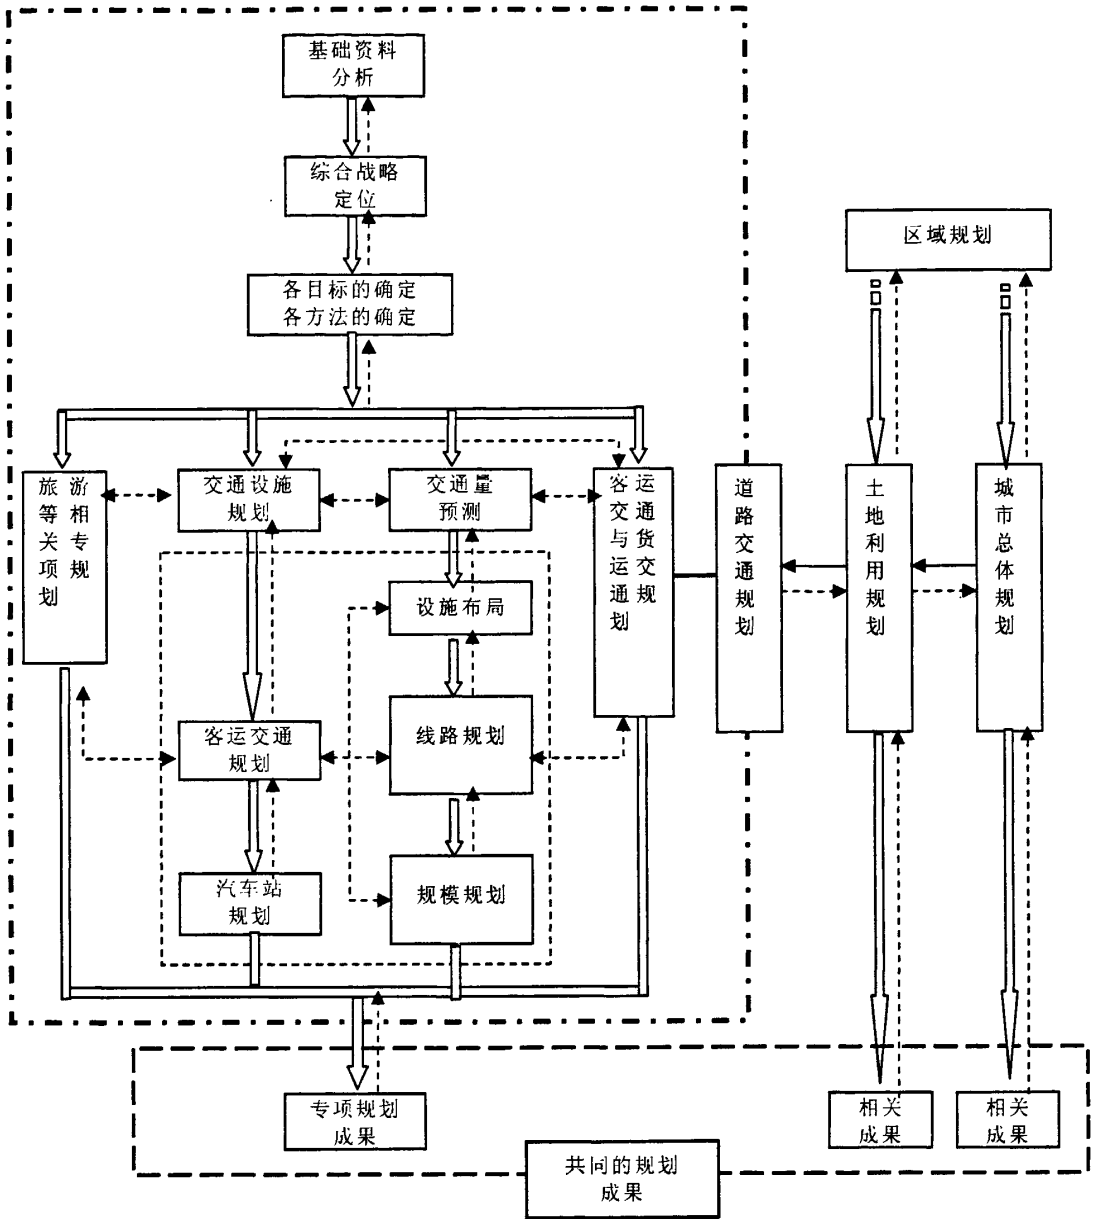 基础资料
分析
综合战略
定位
各目标的确定
各方法的确定
区域规划
旅游
等相
关专
项规
划
交通设施
规划
交通量
预测
客运
交通
与货
运交
通规
划
道路交通规划
土地利用规划
城市总体规划
设施布局
客运交通
规划
线路规划
汽车站
规划
规模规划
专项规划
成果
相关
成果
相关
成果
共同的规划
成果